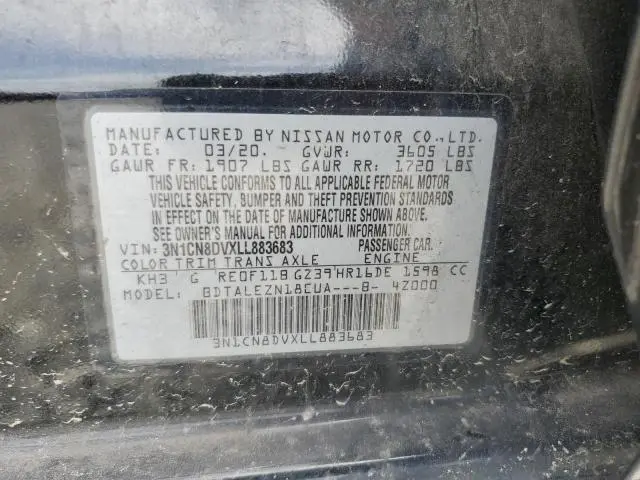 MANUFACTURED BY NISSAN MOTOR CO.,LTD.
DATE: 03/20. GVWR: 3605 LBS
GAWR FR: 1907 LBS GAWR RR: 1720 LBS
THIS VEHICLE CONFORMS TO ALL APPLICABLE FEDERAL MOTOR
VEHICLE SAFETY, BUMPER AND THEFT PREVENTION STANDARDS
IN EFFECT ON THE DATE OF MANUFACTURE SHOWN ABOVE.
SEE OWNER'S MANUAL FOR ADDITIONAL INFORMATION.
VIN: 3N1CN8DVXLL883683 PASSENGER CAR.
COLOR TRIM TRANS AXLE ENGINE
KH3 G RE0F11B GZ39 HR16DE 1598 CC
MODEL: BDTALEZN18EUA---B- 4Z000
3N1CN8DVXLL883683